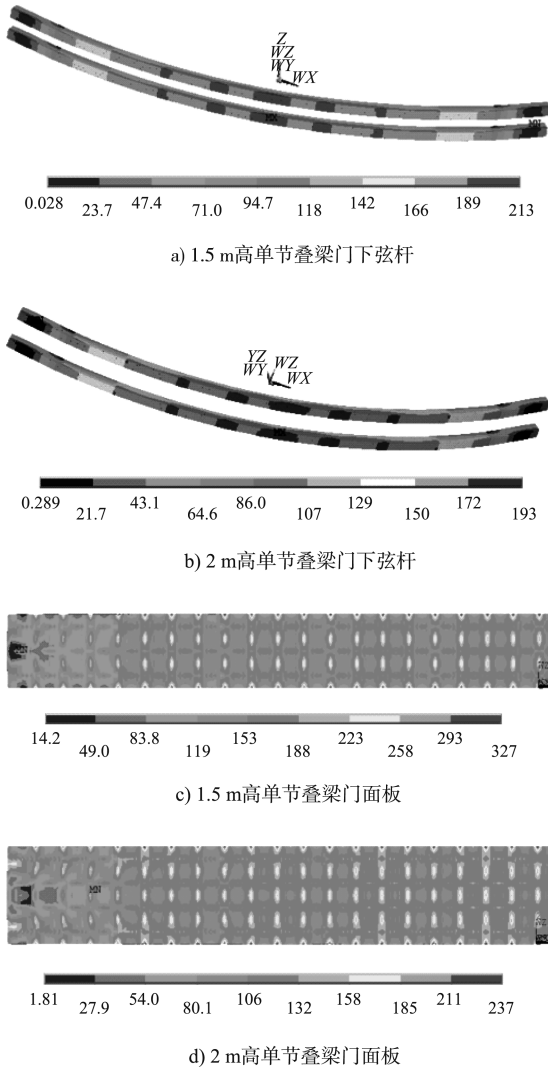 Z
WZ
WY
WX
0.028 23.7 47.4 71.0 94.7 118 142 166 189 213
a) 1.5 m高单节叠梁门下弦杆
YZ WZ
WY WX
0.289 21.7 43.1 64.6 86.0 107 129 150 172 193
b) 2 m高单节叠梁门下弦杆
14.2 49.0 83.8 119 153 188 223 258 293 327
c) 1.5 m高单节叠梁门面板
MN
1.81 27.9 54.0 80.1 106 132 158 185 211 237
d) 2 m高单节叠梁门面板